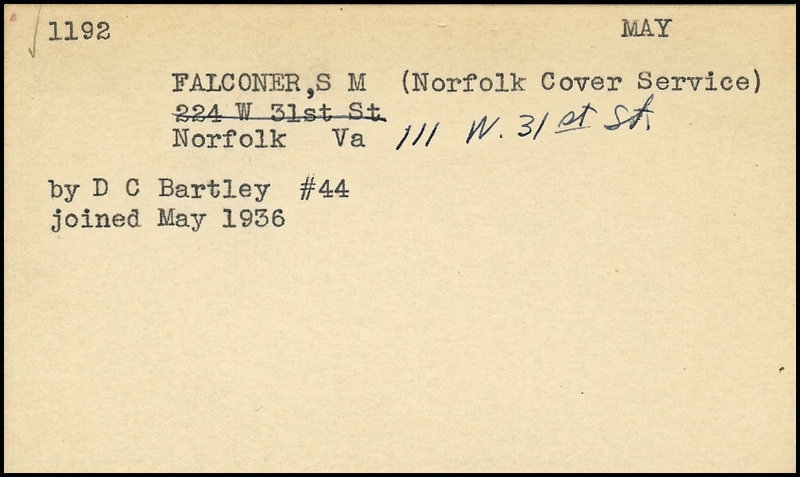 1192 MAY
FALCONER,S M (Norfolk Cover Service)
224 W 31st St
Norfolk Va 111 W. 31st St.
by D C Bartley #44
joined May 1936